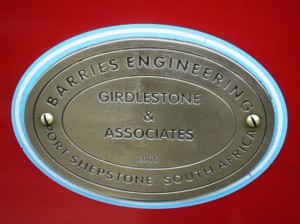 BARRIES ENGINEERING
GIRDLESTONE
&
ASSOCIATES
PORT SHEPSTONE. SOUTH AFRICA